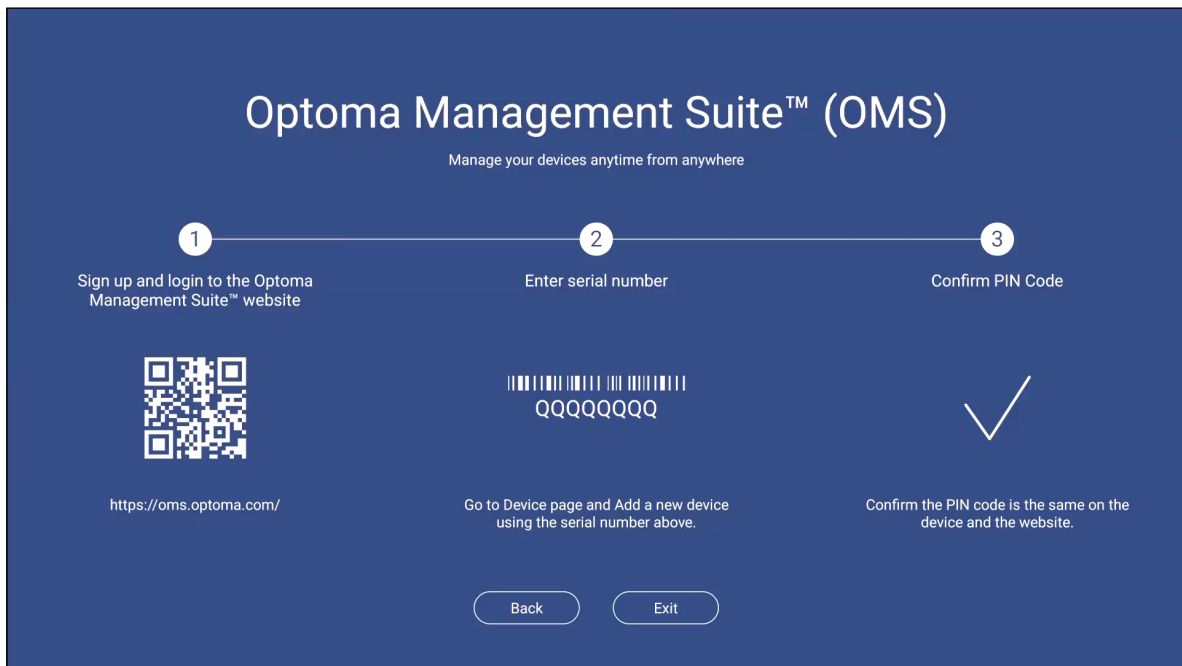 Optoma Management Suite™ (OMS)
Manage your devices anytime from anywhere
1
2
3
Sign up and login to the Optoma
Management Suite™ website
Enter serial number
Confirm PIN Code
QQQQQQQQ
https://oms.optoma.com/
Go to Device page and Add a new device
using the serial number above.
Confirm the PIN code is the same on the
device and the website.
Back
Exit